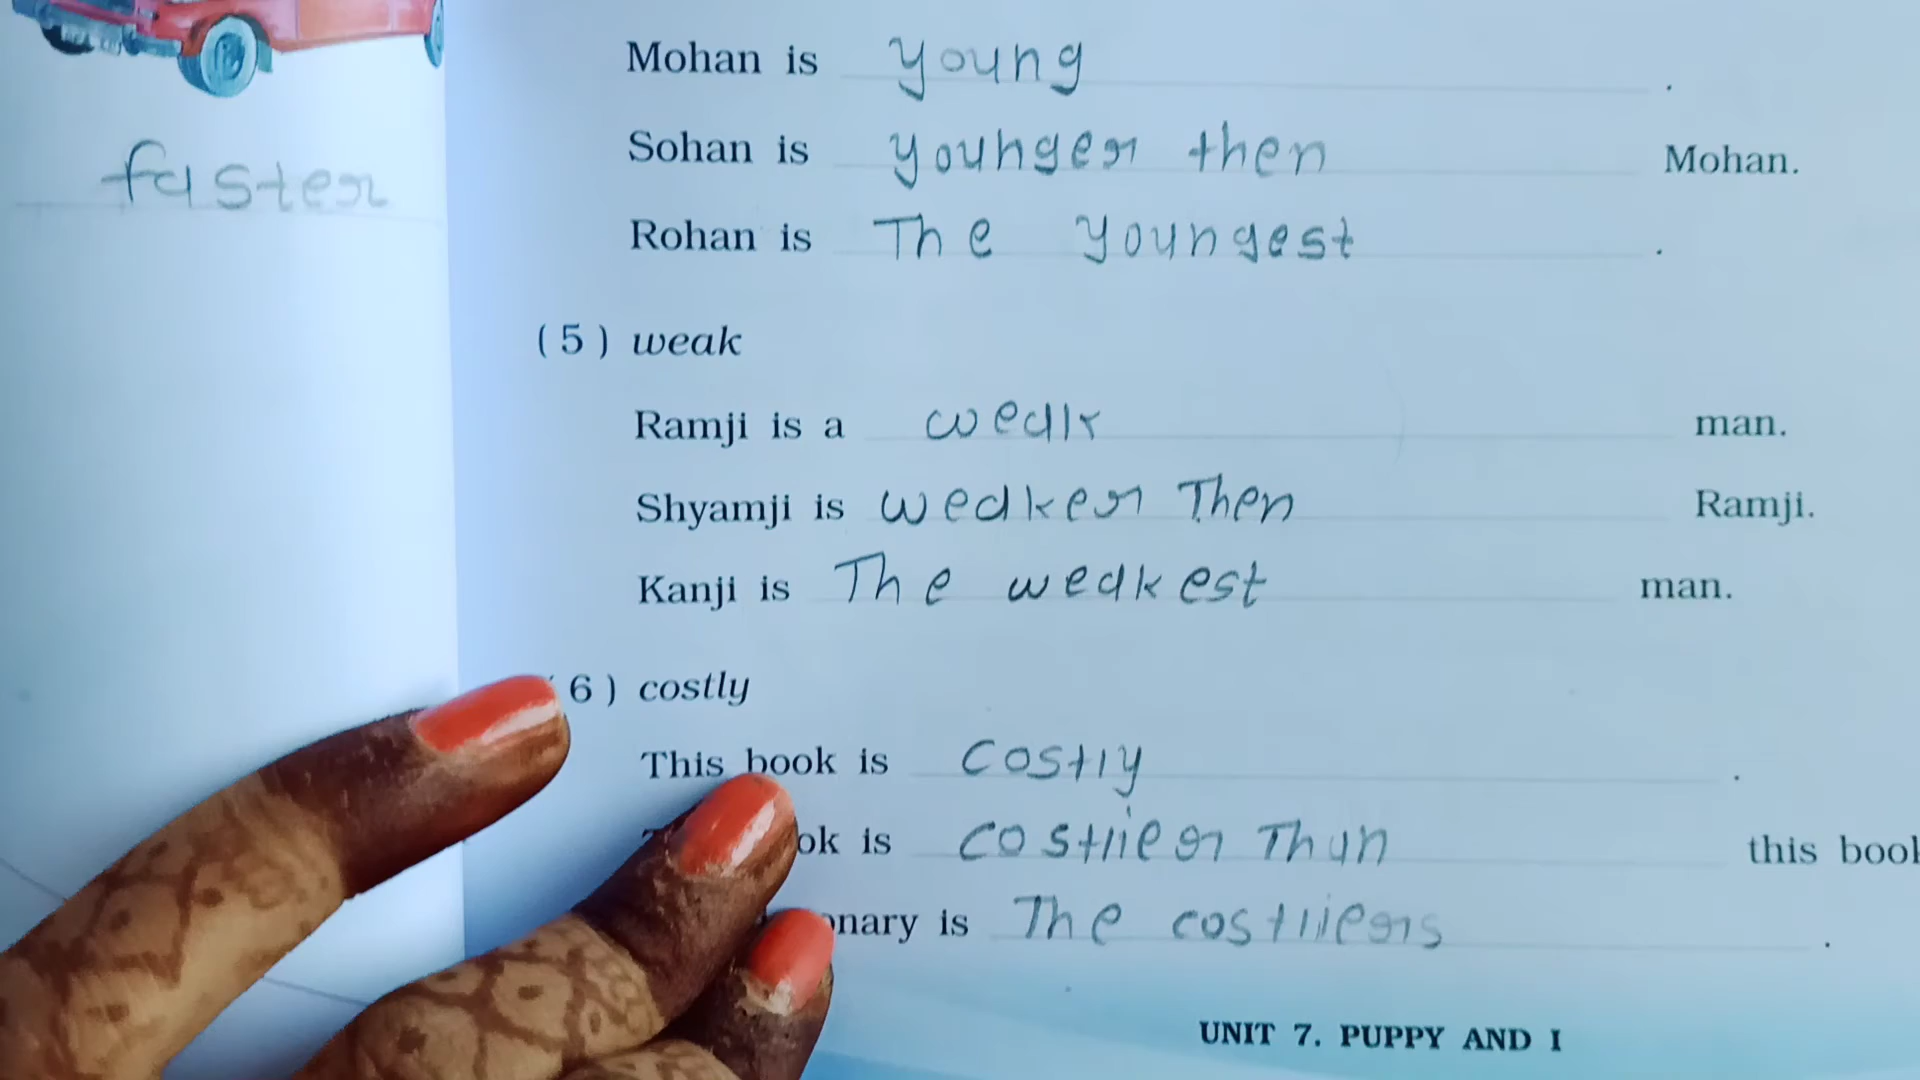 Mohan is young .
faster
Sohan is younger then Mohan.
Rohan is The youngest .
(5) weak
Ramji is a weak man.
Shyamji is weaker Then Ramji.
Kanji is The weakest man.
6) costly
This book is costly .
ok is costlier Than this book
onary is The costliers .
UNIT 7. PUPPY AND I